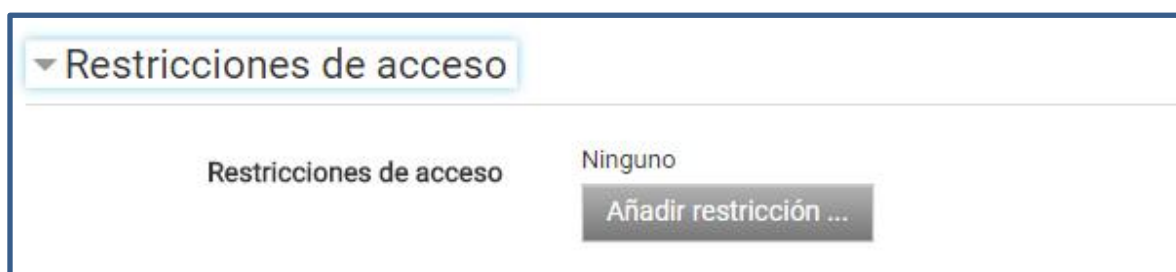 Restricciones de acceso
Restricciones de acceso
Ninguno
Añadir restricción ...